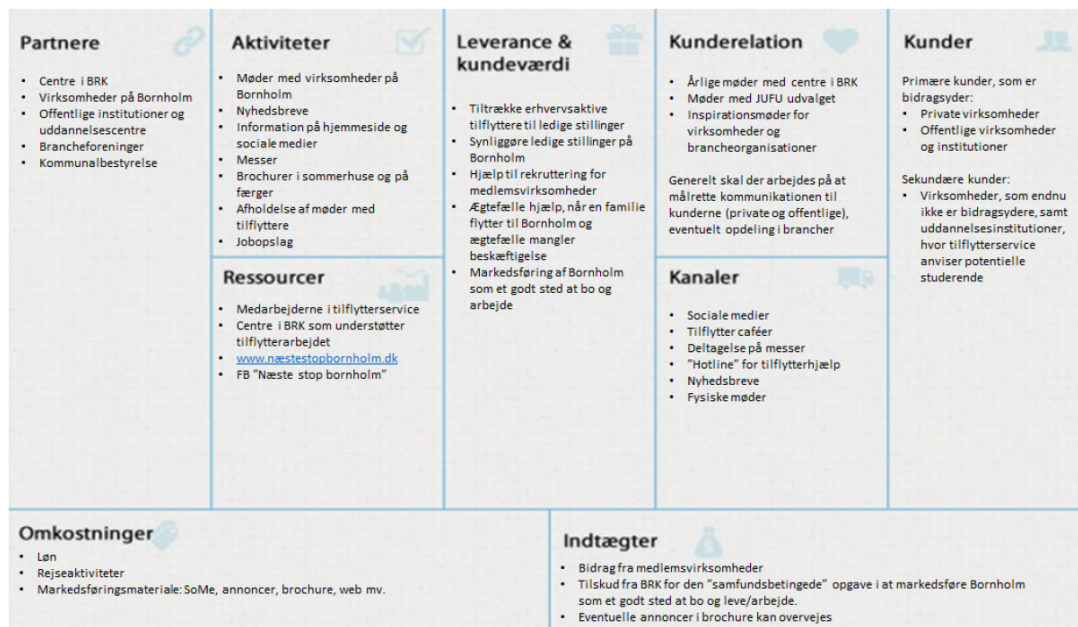 Partnere
• Centre i BRK
• Virksomheder på Bornholm
• Offentlige institutioner og
uddannelsescentre
• Brancheforeninger
• Kommunalbestyrelse
Aktiviteter
• Møder med virksomheder på
Bornholm
• Nyhedsbreve
• Information på hjemmeside og
sociale medier
• Messer
• Brochurer i sommerhuse og på
færger
• Afholdelse af møder med
tilflyttere
• Jobopslag
Ressourcer
• Medarbejderne i tilflytterservice
• Centre i BRK som understøtter
tilflytterarbejdet
• www.næstestopbornholm.dk
• FB "Næste stop bornholm"
Leverance &
kundeværdi
• Tiltrække erhvervsaktive
tilflyttere til ledige stillinger
• Synliggøre ledige stillinger på
Bornholm
• Hjælp til rekruttering for
medlemsvirksomheder
• Ægtefælle hjælp, når en familie
flytter til Bornholm og
ægtefælle mangler
beskæftigelse
• Markedsføring af Bornholm
som et godt sted at bo og
arbejde
Kunderelation
• Årlige møder med centre i BRK
• Møder med JUFU udvalget
• Inspirationsmøder for
virksomheder og
brancheorganisationer
Generelt skal der arbejdes på at
målrette kommunikationen til
kunderne (private og offentlige),
eventuelt opdeling i brancher
Kanaler
• Sociale medier
• Tilflytter caféer
• Deltagelse på messer
• "Hotline" for tilflytterhjælp
• Nyhedsbreve
• Fysiske møder
Kunder
Primære kunder, som er
bidragsyder:
• Private virksomheder
• Offentlige virksomheder
og institutioner
Sekundære kunder:
• Virksomheder, som endnu
ikke er bidragsydere, samt
uddannelsesinstitutioner,
hvor tilflytterservice
anviser potentielle
studerende
Omkostninger
• Løn
• Rejseaktiviteter
• Markedsføringsmateriale: SoMe, annoncer, brochure, web mv.
Indtægter
• Bidrag fra medlemsvirksomheder
• Tilskud fra BRK for den "samfundsbetingede" opgave i at markedsføre Bornholm
som et godt sted at bo og leve/arbejde.
• Eventuelle annoncer i brochure kan overvejes